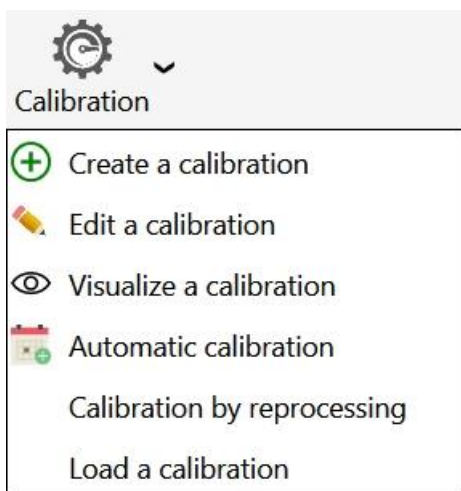 Calibration
Create a calibration
Edit a calibration
Visualize a calibration
Automatic calibration
Calibration by reprocessing
Load a calibration